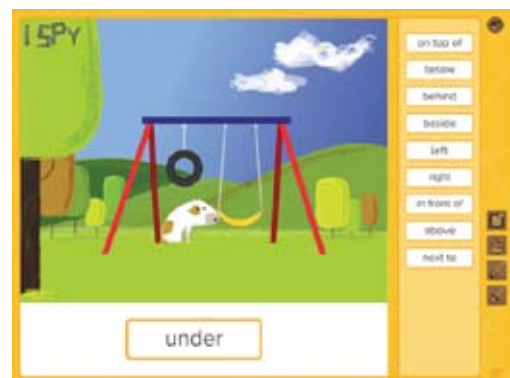 I SPY
on top of
below
behind
beside
left
right
in front of
above
next to
under